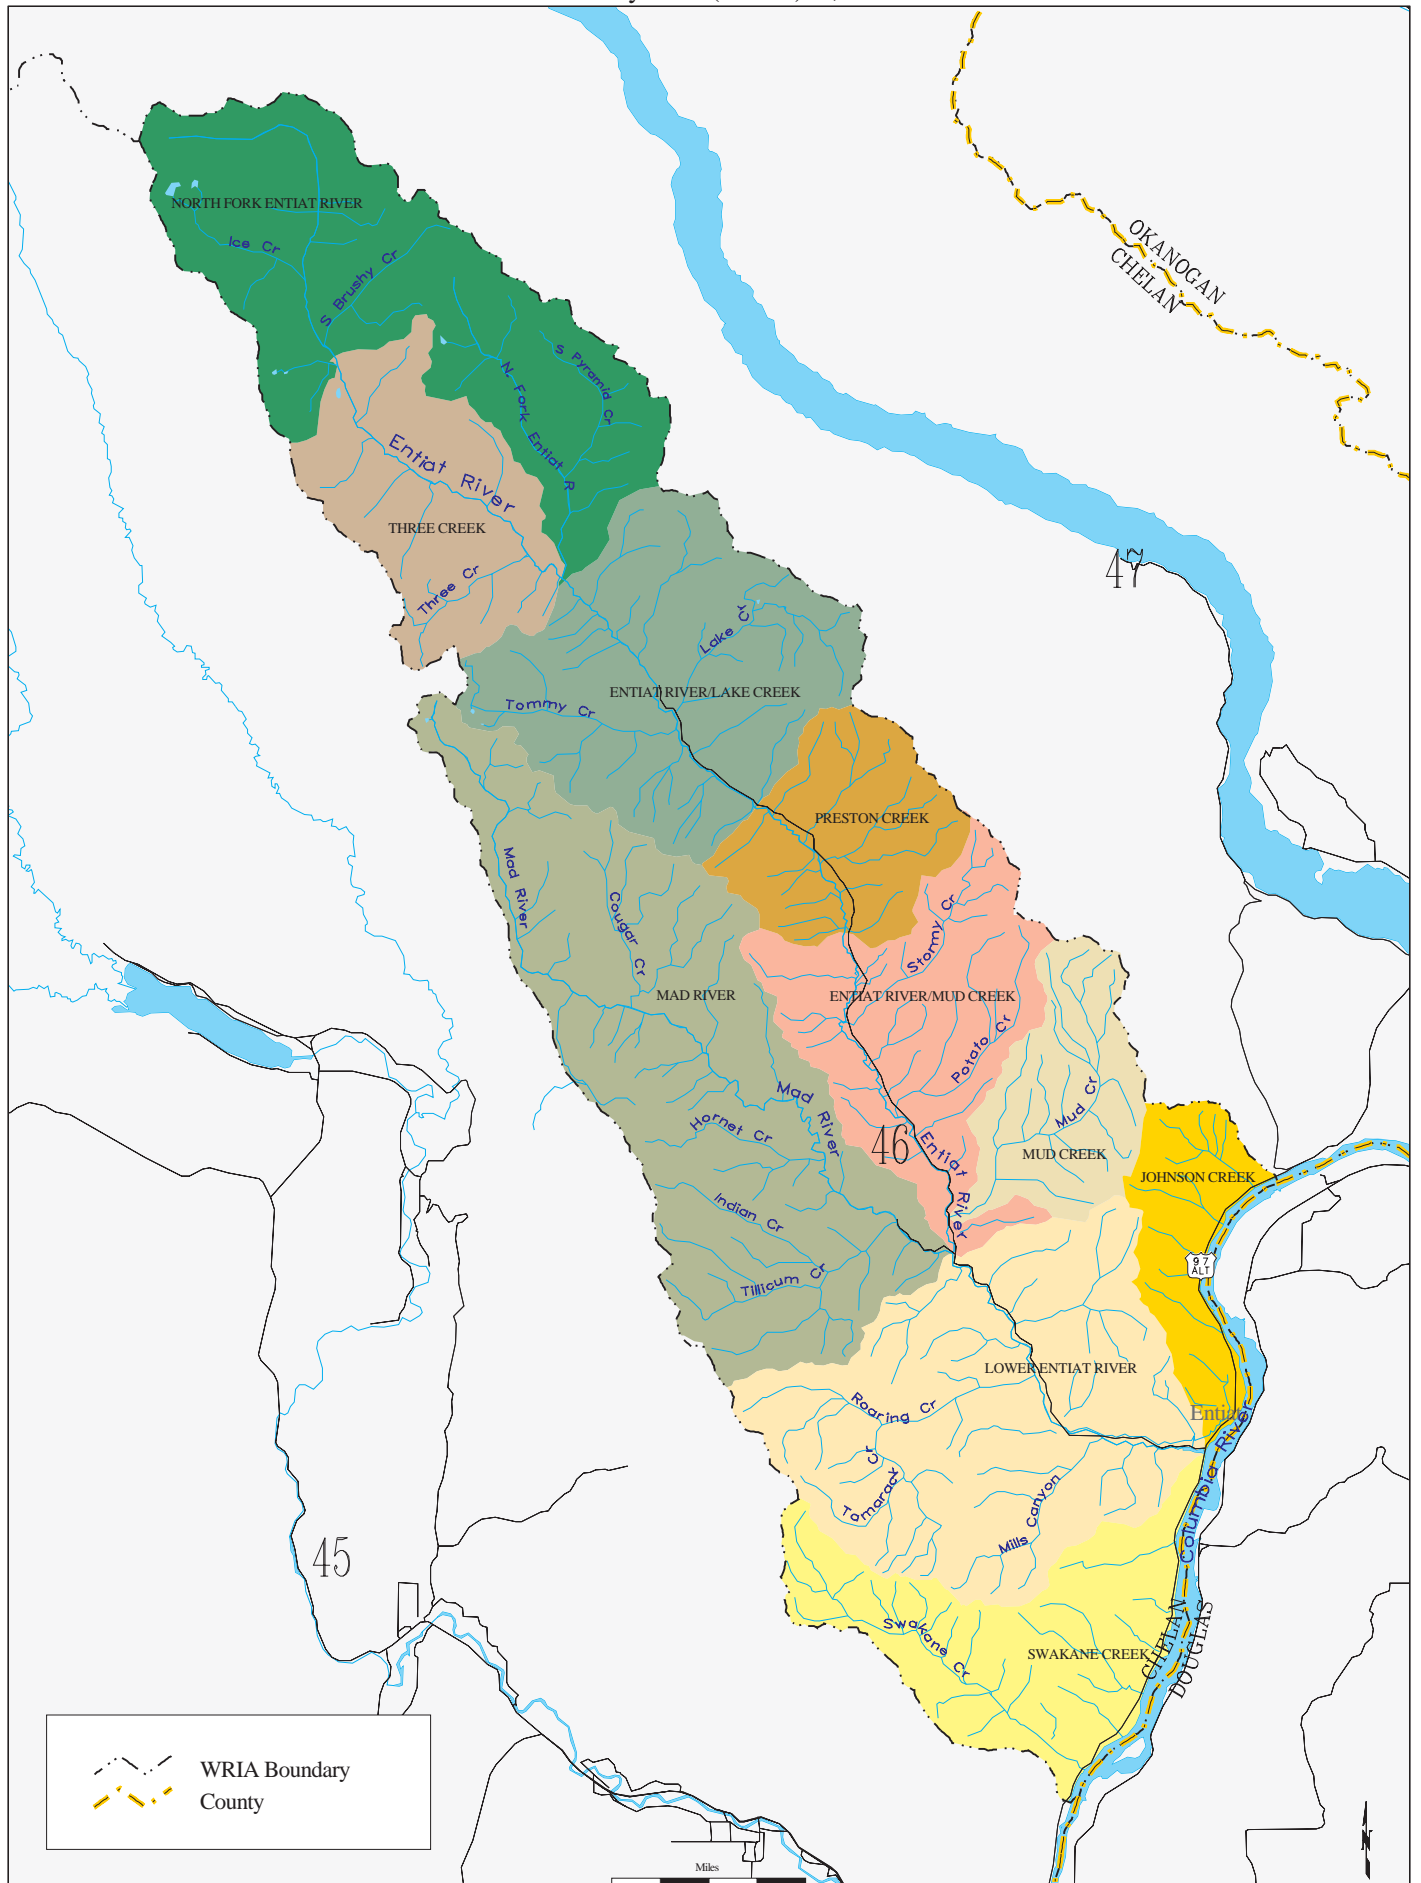 NORTH FORK ENTIAT RIVER
Ice Cr
S Brushy Cr
OKANOGAN
CHELAN
S Pyramid Cr
N. Fork Entiat R
Entiat River
THREE CREEK
Three Cr
47
Lake Cr
ENTIAT RIVER/LAKE CREEK
Tommy Cr
PRESTON CREEK
Mad River
Cougar Cr
Stormy Cr
MAD RIVER
ENTIAT RIVER/MUD CREEK
Potato Cr
Mad River
Hornet Cr
46
Entiat River
Mud Cr
MUD CREEK
JOHNSON CREEK
Indian Cr
Tillicum Cr
97
ALT
LOWER ENTIAT RIVER
Roaring Cr
Entiat
Tamarack Cr
Mills Canyon
Columbia River
45
Swakane Cr
SWAKANE CREEK
CHELAN
DOUGLAS
WRIA Boundary
County
Miles
N